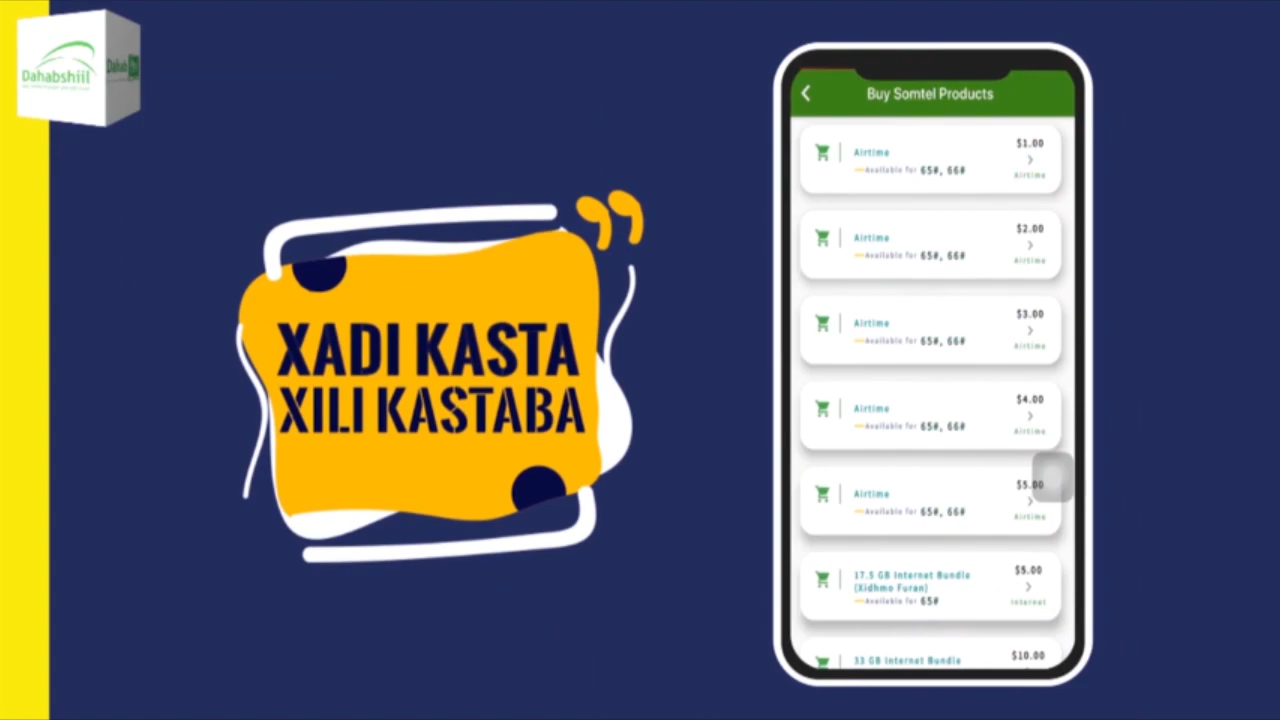 Dahabshiil
Dahab
XADI KASTA
XILI KASTABA
Buy Somtel Products
$1.00
Airtime
Available for 65#, 66#
Airtime
$2.00
Airtime
Available for 65#, 66#
Airtime
$3.00
Airtime
Available for 65#, 66#
Airtime
$4.00
Airtime
Available for 65#, 66#
Airtime
$5.00
Airtime
Available for 65#, 66#
Airtime
17.5 GB Internet Bundle
(Xidhmo Furan)
Available for 65#
$5.00
Internet
$10.00
33 GB Internet Bundle